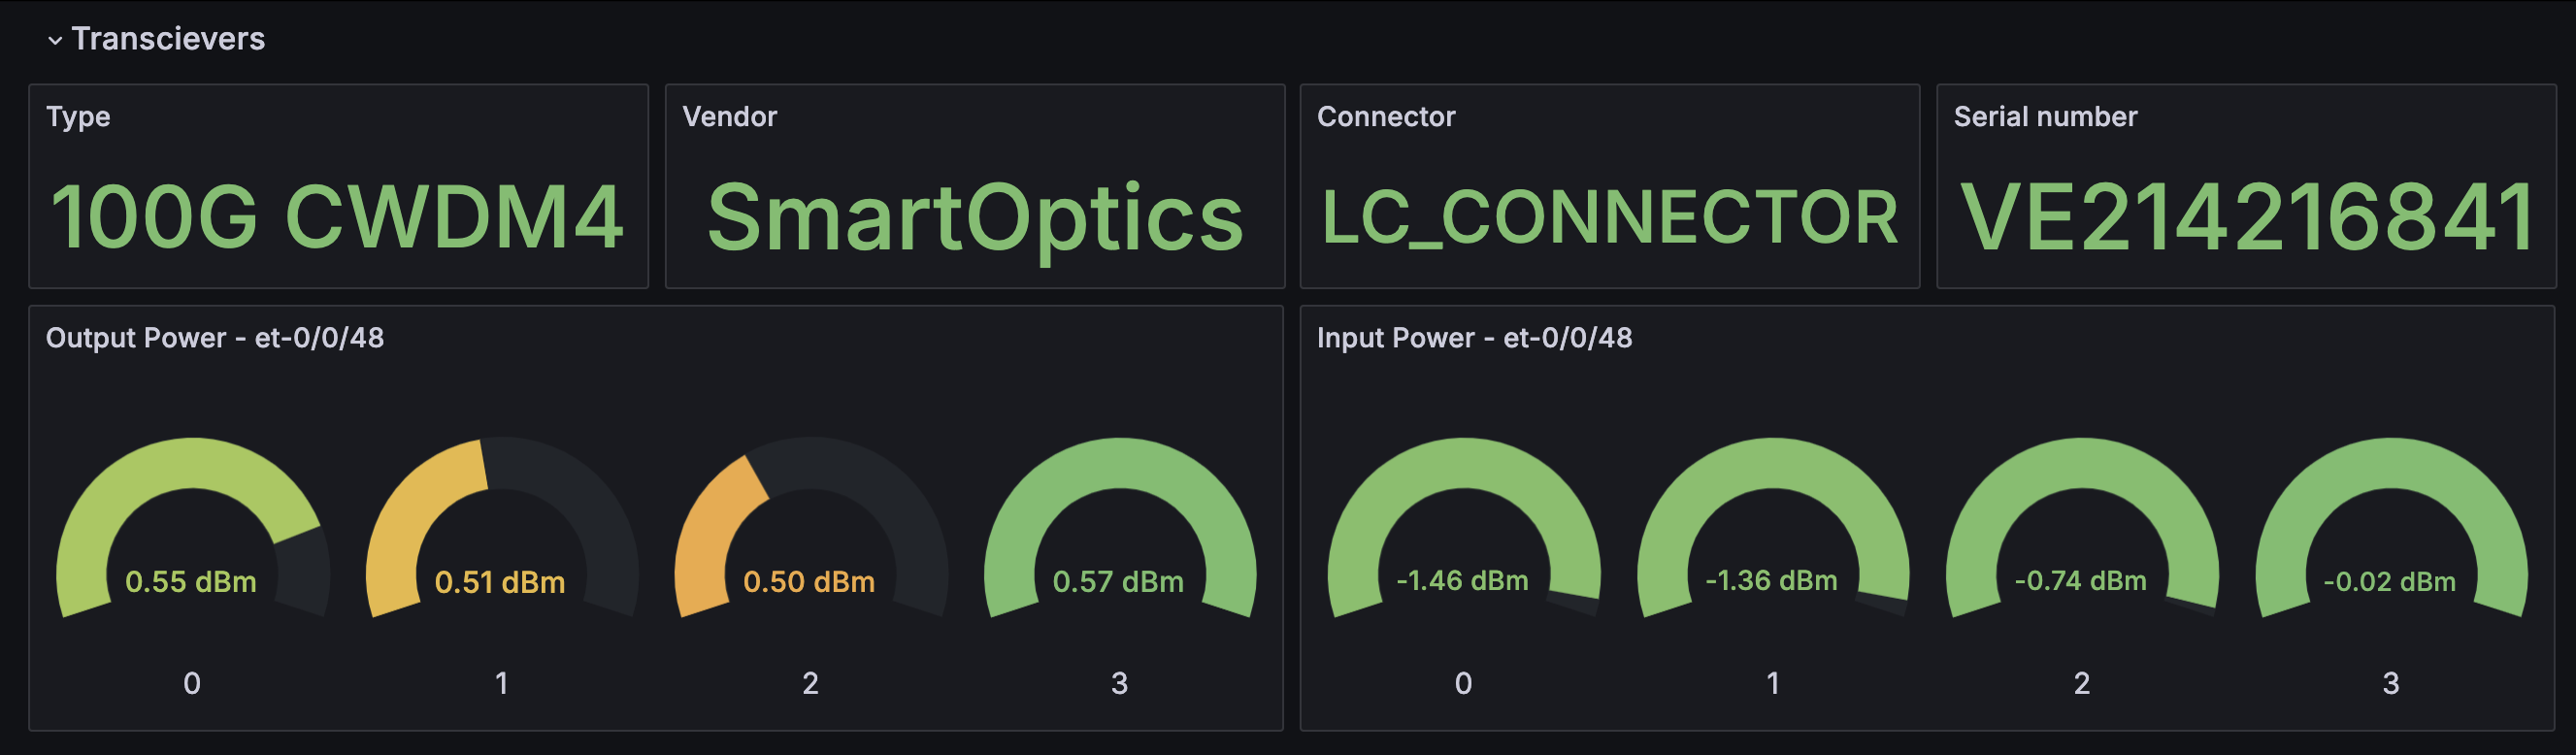 Transcievers
Type
100G CWDM4
Vendor
SmartOptics
Connector
LC_CONNECTOR
Serial number
VE214216841
Output Power - et-0/0/48
0.55 dBm
0.51 dBm
0.50 dBm
0.57 dBm
0
1
2
3
Input Power - et-0/0/48
-1.46 dBm
-1.36 dBm
-0.74 dBm
-0.02 dBm
0
1
2
3